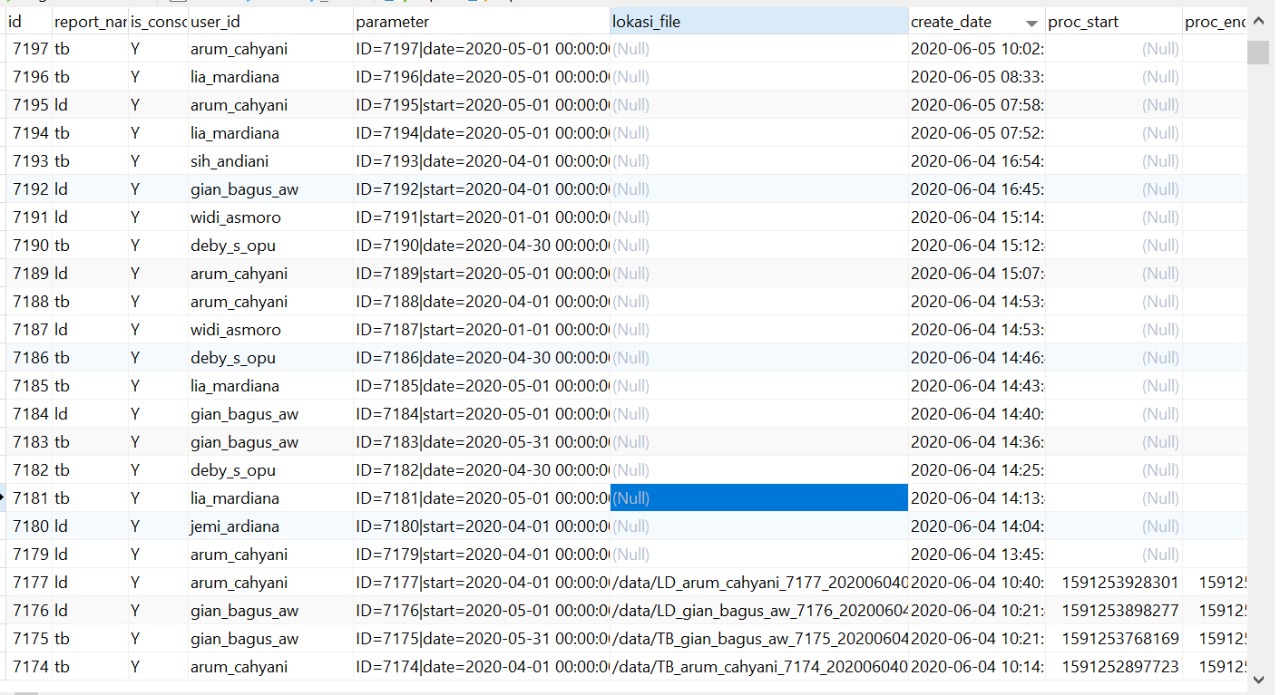 id report_nar is_consc user_id parameter lokasi_file create_date proc_start proc_enc
7197 tb Y arum_cahyani ID=7197|date=2020-05-01 00:00:0 (Null) 2020-06-05 10:02: (Null)
7196 tb Y lia_mardiana ID=7196|date=2020-05-01 00:00:0 (Null) 2020-06-05 08:33: (Null)
7195 ld Y arum_cahyani ID=7195|start=2020-05-01 00:00:0 (Null) 2020-06-05 07:58: (Null)
7194 tb Y lia_mardiana ID=7194|date=2020-05-01 00:00:0 (Null) 2020-06-05 07:52: (Null)
7193 tb Y sih_andiani ID=7193|date=2020-04-01 00:00:0 (Null) 2020-06-04 16:54: (Null)
7192 ld Y gian_bagus_aw ID=7192|start=2020-04-01 00:00:0 (Null) 2020-06-04 16:45: (Null)
7191 ld Y widi_asmoro ID=7191|start=2020-01-01 00:00:0 (Null) 2020-06-04 15:14: (Null)
7190 tb Y deby_s_opu ID=7190|date=2020-04-30 00:00:0 (Null) 2020-06-04 15:12: (Null)
7189 ld Y arum_cahyani ID=7189|start=2020-05-01 00:00:0 (Null) 2020-06-04 15:07: (Null)
7188 tb Y arum_cahyani ID=7188|date=2020-04-01 00:00:0 (Null) 2020-06-04 14:53: (Null)
7187 ld Y widi_asmoro ID=7187|start=2020-01-01 00:00:0 (Null) 2020-06-04 14:53: (Null)
7186 tb Y deby_s_opu ID=7186|date=2020-04-30 00:00:0 (Null) 2020-06-04 14:46: (Null)
7185 tb Y lia_mardiana ID=7185|date=2020-05-01 00:00:0 (Null) 2020-06-04 14:43: (Null)
7184 ld Y gian_bagus_aw ID=7184|start=2020-05-01 00:00:0 (Null) 2020-06-04 14:40: (Null)
7183 tb Y gian_bagus_aw ID=7183|date=2020-05-31 00:00:0 (Null) 2020-06-04 14:36: (Null)
7182 tb Y deby_s_opu ID=7182|date=2020-04-30 00:00:0 (Null) 2020-06-04 14:25: (Null)
7181 tb Y lia_mardiana ID=7181|date=2020-05-01 00:00:0 (Null) 2020-06-04 14:13: (Null)
7180 ld Y jemi_ardiana ID=7180|start=2020-04-01 00:00:0 (Null) 2020-06-04 14:04: (Null)
7179 ld Y arum_cahyani ID=7179|start=2020-04-01 00:00:0 (Null) 2020-06-04 13:45: (Null)
7177 ld Y arum_cahyani ID=7177|start=2020-04-01 00:00:0 /data/LD_arum_cahyani_7177_202006040 2020-06-04 10:40: 1591253928301 15912
7176 ld Y gian_bagus_aw ID=7176|start=2020-05-01 00:00:0 /data/LD_gian_bagus_aw_7176_20200604 2020-06-04 10:21: 1591253898277 15912
7175 tb Y gian_bagus_aw ID=7175|date=2020-05-31 00:00:0 /data/TB_gian_bagus_aw_7175_20200604 2020-06-04 10:21: 1591253768169 15912
7174 tb Y arum_cahyani ID=7174|date=2020-04-01 00:00:0 /data/TB_arum_cahyani_7174_202006040 2020-06-04 10:14: 1591252897723 15912